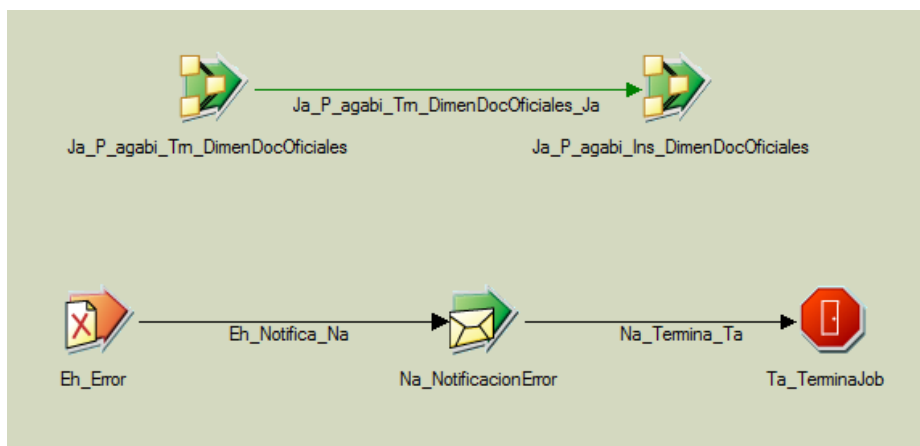 Ja_P_agabi_Trn_DimenDocOficiales_Ja
Ja_P_agabi_Trn_DimenDocOficiales
Ja_P_agabi_Ins_DimenDocOficiales
Eh_Notifica_Na
Na_Termina_Ta
Eh_Error
Na_NotificacionError
Ta_TerminaJob